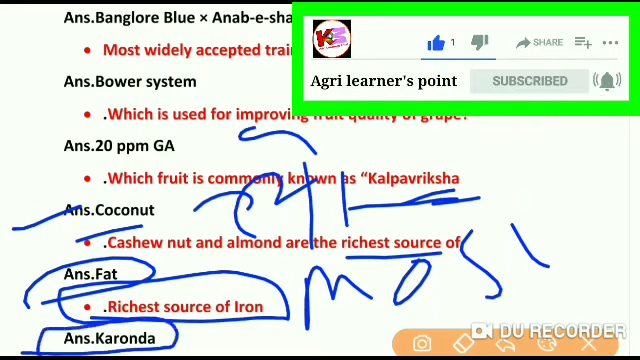 Ans.Banglore Blue × Anab-e-sha
• Most widely accepted trai
Ans.Bower system
• .Which is used for improving fruit quality of grape?
Ans.20 ppm GA
• .Which fruit is commonly known as “Kalpavriksha
Ans.Coconut
• .Cashew nut and almond are the richest source of
Ans.Fat
• .Richest source of Iron
Ans.Karonda
1
SHARE
Agri learner's point
SUBSCRIBED
DU RECORDER